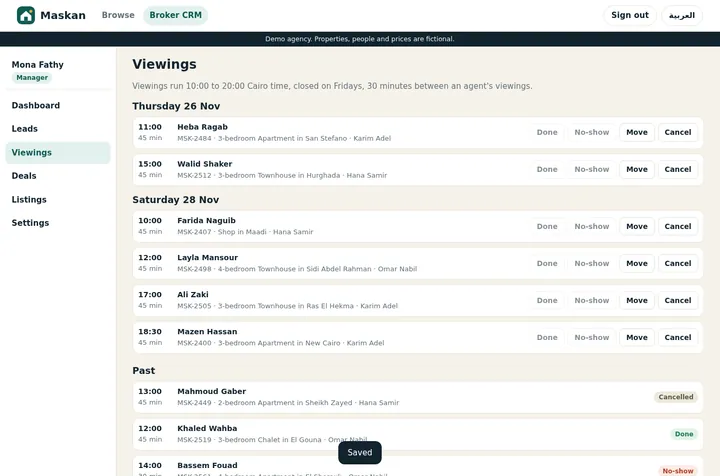 Maskan
Browse
Broker CRM
Sign out
العربية
Demo agency. Properties, people and prices are fictional.
Mona Fathy
Manager
Dashboard
Leads
Viewings
Deals
Listings
Settings
Viewings
Viewings run 10:00 to 20:00 Cairo time, closed on Fridays, 30 minutes between an agent's viewings.
Thursday 26 Nov
11:00 Heba Ragab Done No-show Move Cancel
45 min MSK-2484 · 3-bedroom Apartment in San Stefano · Karim Adel
15:00 Walid Shaker Done No-show Move Cancel
45 min MSK-2512 · 3-bedroom Townhouse in Hurghada · Hana Samir
Saturday 28 Nov
10:00 Farida Naguib Done No-show Move Cancel
45 min MSK-2407 · Shop in Maadi · Hana Samir
12:00 Layla Mansour Done No-show Move Cancel
45 min MSK-2498 · 4-bedroom Townhouse in Sidi Abdel Rahman · Omar Nabil
17:00 Ali Zaki Done No-show Move Cancel
45 min MSK-2505 · 3-bedroom Townhouse in Ras El Hekma · Karim Adel
18:30 Mazen Hassan Done No-show Move Cancel
45 min MSK-2400 · 3-bedroom Apartment in New Cairo · Karim Adel
Past
13:00 Mahmoud Gaber Cancelled
45 min MSK-2449 · 2-bedroom Apartment in Sheikh Zayed · Hana Samir
12:00 Khaled Wahba Done
45 min MSK-2519 · 3-bedroom Chalet in El Gouna · Omar Nabil
Saved
14:00 Bassem Fouad No-show